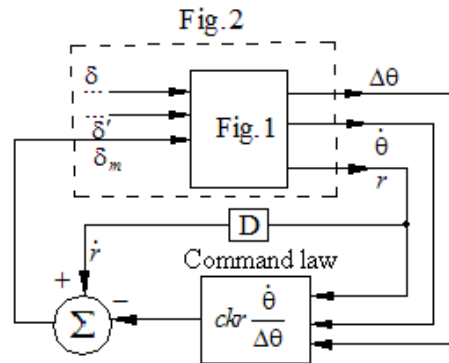 Fig.2
δ
Δθ
δ'
Fig.1
θ̇
δₘ
r
D
ṙ
Command law
+
−
Σ
ckr θ̇/Δθ